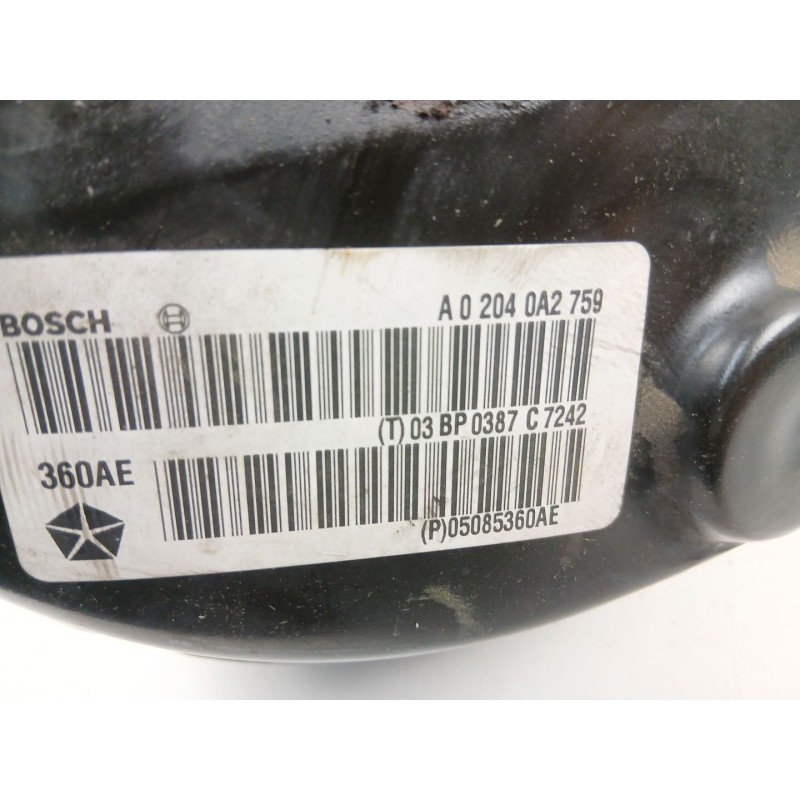 BOSCH A 0 204 0A2 759
(T) 03 BP 0387 C 7242
360AE
(P)05085360AE